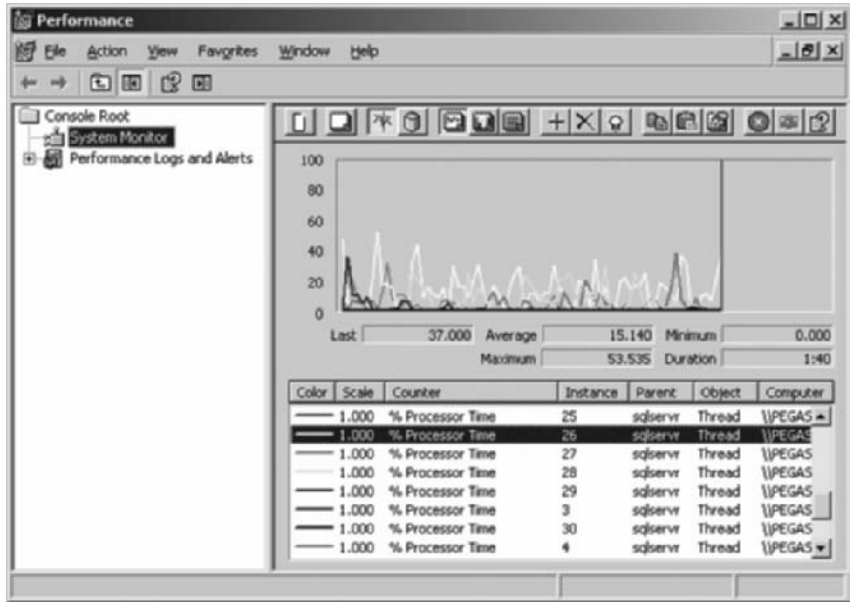 Performance
File Action View Favorites Window Help
Console Root
System Monitor
Performance Logs and Alerts
100
80
60
40
20
0
Last 37.000 Average 15.140 Minimum 0.000
Maximum 53.535 Duration 1:40
Color Scale Counter Instance Parent Object Computer
1.000 % Processor Time 25 sqlservr Thread \\PEGAS
1.000 % Processor Time 26 sqlservr Thread \\PEGAS
1.000 % Processor Time 27 sqlservr Thread \\PEGAS
1.000 % Processor Time 28 sqlservr Thread \\PEGAS
1.000 % Processor Time 29 sqlservr Thread \\PEGAS
1.000 % Processor Time 3 sqlservr Thread \\PEGAS
1.000 % Processor Time 30 sqlservr Thread \\PEGAS
1.000 % Processor Time 4 sqlservr Thread \\PEGAS